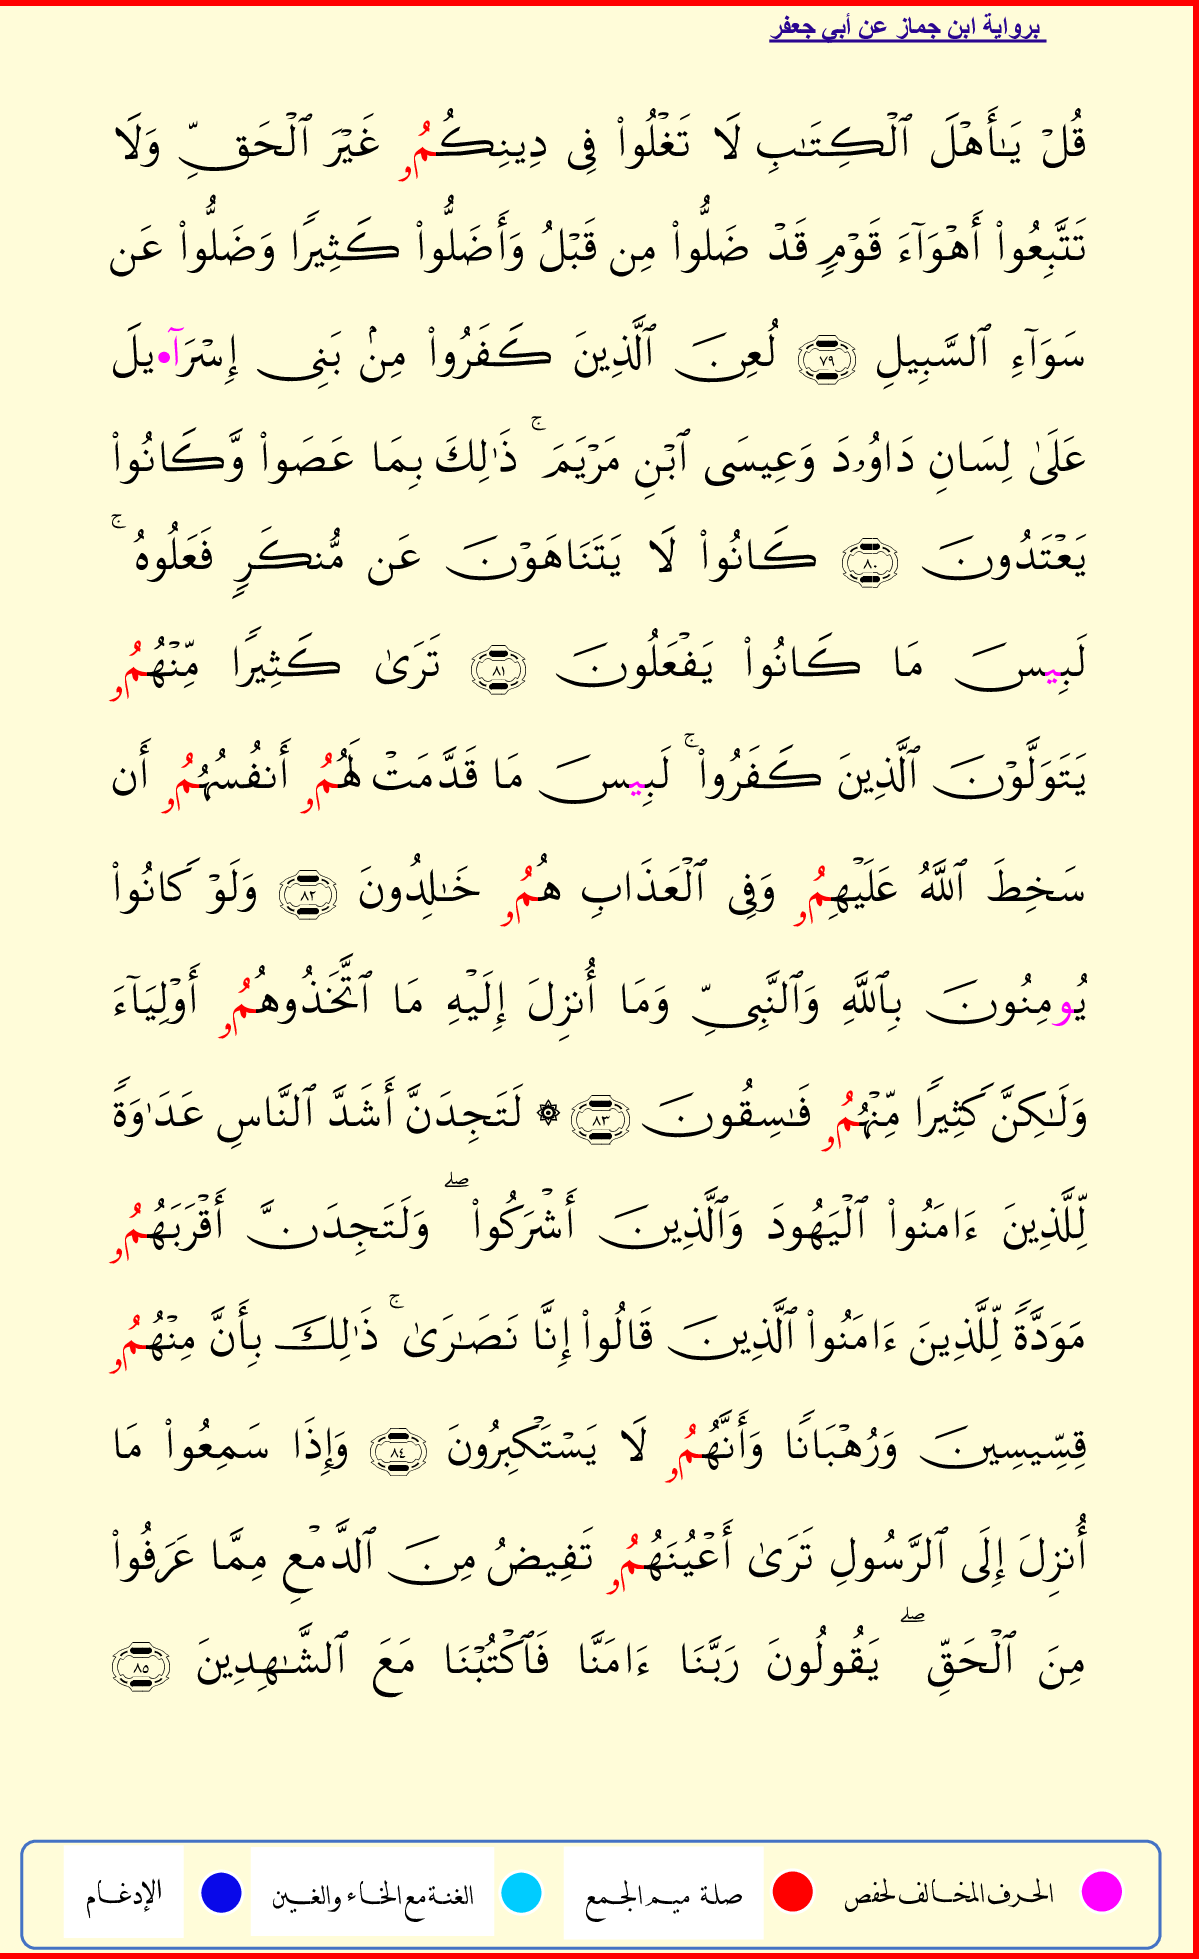 برواية ابن جماز عن أبي جعفر
قُلۡ يَـٰٓأَهۡلَ ٱلۡكِتَـٰبِ لَا تَغۡلُوا۟ فِى دِينِكُمُۥ غَيۡرَ ٱلۡحَقِّ وَلَا
تَتَّبِعُوٓا۟ أَهۡوَآءَ قَوۡمٍ قَدۡ ضَلُّوا۟ مِن قَبۡلُ وَأَضَلُّوا۟ كَثِيرًا وَضَلُّوا۟ عَن
سَوَآءِ ٱلسَّبِيلِ ٧٩ لُعِنَ ٱلَّذِينَ كَفَرُوا۟ مِنۢ بَنِى إِسۡرَآ•يلَ
عَلَىٰ لِسَانِ دَاوُۥدَ وَعِيسَى ٱبۡنِ مَرۡيَمَ ۚ ذَٰلِكَ بِمَا عَصَوا۟ وَّكَانُوا۟
يَعۡتَدُونَ ٨٠ كَانُوا۟ لَا يَتَنَاهَوۡنَ عَن مُّنكَرٍ فَعَلُوهُ ۚ
لَبِيسَ مَا كَانُوا۟ يَفۡعَلُونَ ٨١ تَرَىٰ كَثِيرًا مِّنۡهُمُۥ
يَتَوَلَّوۡنَ ٱلَّذِينَ كَفَرُوا۟ ۚ لَبِيسَ مَا قَدَّمَتۡ لَهُمُۥ أَنفُسُهُمُۥ أَن
سَخِطَ ٱللَّهُ عَلَيۡهِمُۥ وَفِى ٱلۡعَذَابِ هُمُۥ خَـٰلِدُونَ ٨٢ وَلَوۡ كَانُوا۟
يُومِنُونَ بِٱللَّهِ وَٱلنَّبِىِّ وَمَا أُنزِلَ إِلَيۡهِ مَا ٱتَّخَذُوهُمُۥ أَوۡلِيَآءَ
وَلَـٰكِنَّ كَثِيرًا مِّنۡهُمُۥ فَـٰسِقُونَ ٨٣ ۞ لَتَجِدَنَّ أَشَدَّ ٱلنَّاسِ عَدَٰوَةً
لِّلَّذِينَ ءَامَنُوا۟ ٱلۡيَهُودَ وَٱلَّذِينَ أَشۡرَكُوا۟ ۖ وَلَتَجِدَنَّ أَقۡرَبَهُمُۥ
مَوَدَّةً لِّلَّذِينَ ءَامَنُوا۟ ٱلَّذِينَ قَالُوا۟ إِنَّا نَصَـٰرَىٰ ۚ ذَٰلِكَ بِأَنَّ مِنۡهُمُۥ
قِسِّيسِينَ وَرُهۡبَانًا وَأَنَّهُمُۥ لَا يَسۡتَكۡبِرُونَ ٨٤ وَإِذَا سَمِعُوا۟ مَا
أُنزِلَ إِلَى ٱلرَّسُولِ تَرَىٰ أَعۡيُنَهُمُۥ تَفِيضُ مِنَ ٱلدَّمۡعِ مِمَّا عَرَفُوا۟
مِنَ ٱلۡحَقِّ ۖ يَقُولُونَ رَبَّنَا ءَامَنَّا فَٱكۡتُبۡنَا مَعَ ٱلشَّـٰهِدِينَ ٨٥
الحرف المخالف لحفص صلة ميم الجمع الغنة مع الخاء والغين الإدغام